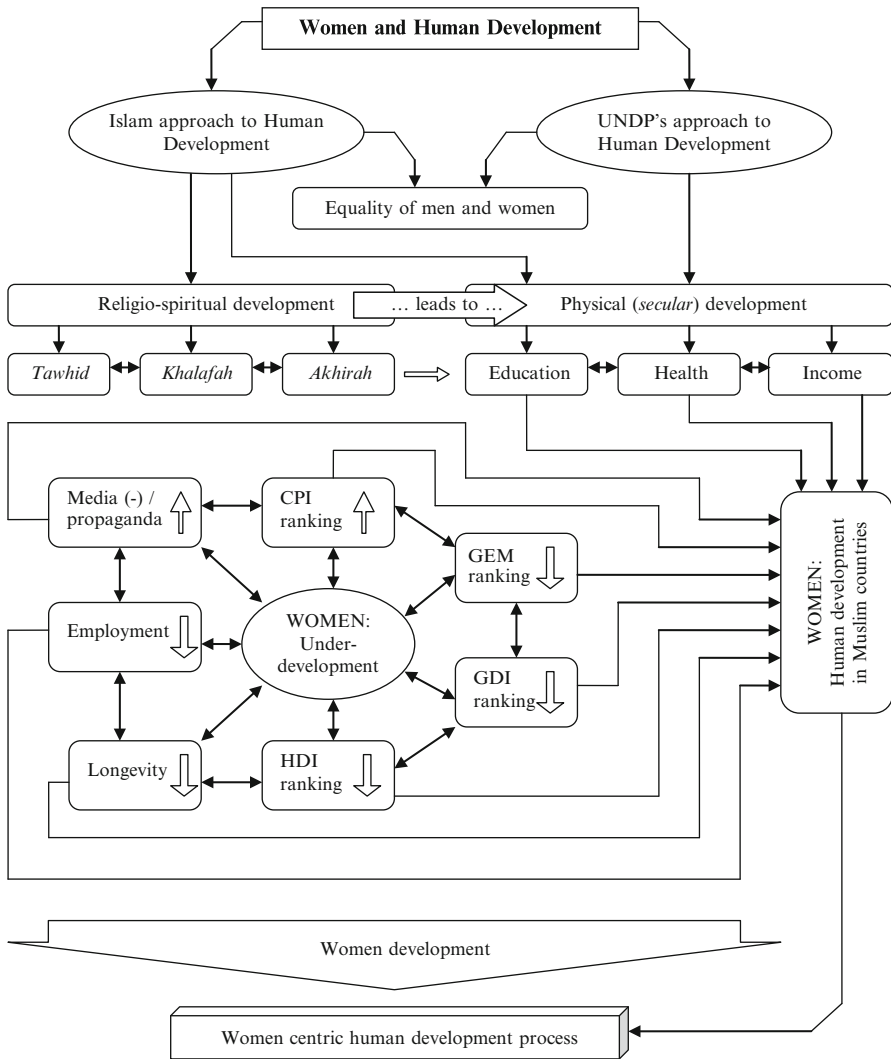 Women and Human Development
Islam approach to Human
Development
UNDP's approach to
Human Development
Equality of men and women
Religio-spiritual development
... leads to ...
Physical (secular) development
Tawhid
Khalafah
Akhirah
Education
Health
Income
Media (-) /
propaganda
CPI
ranking
GEM
ranking
Employment
WOMEN:
Under-
development
GDI
ranking
Longevity
HDI
ranking
WOMEN:
Human development
in Muslim countries
Women development
Women centric human development process